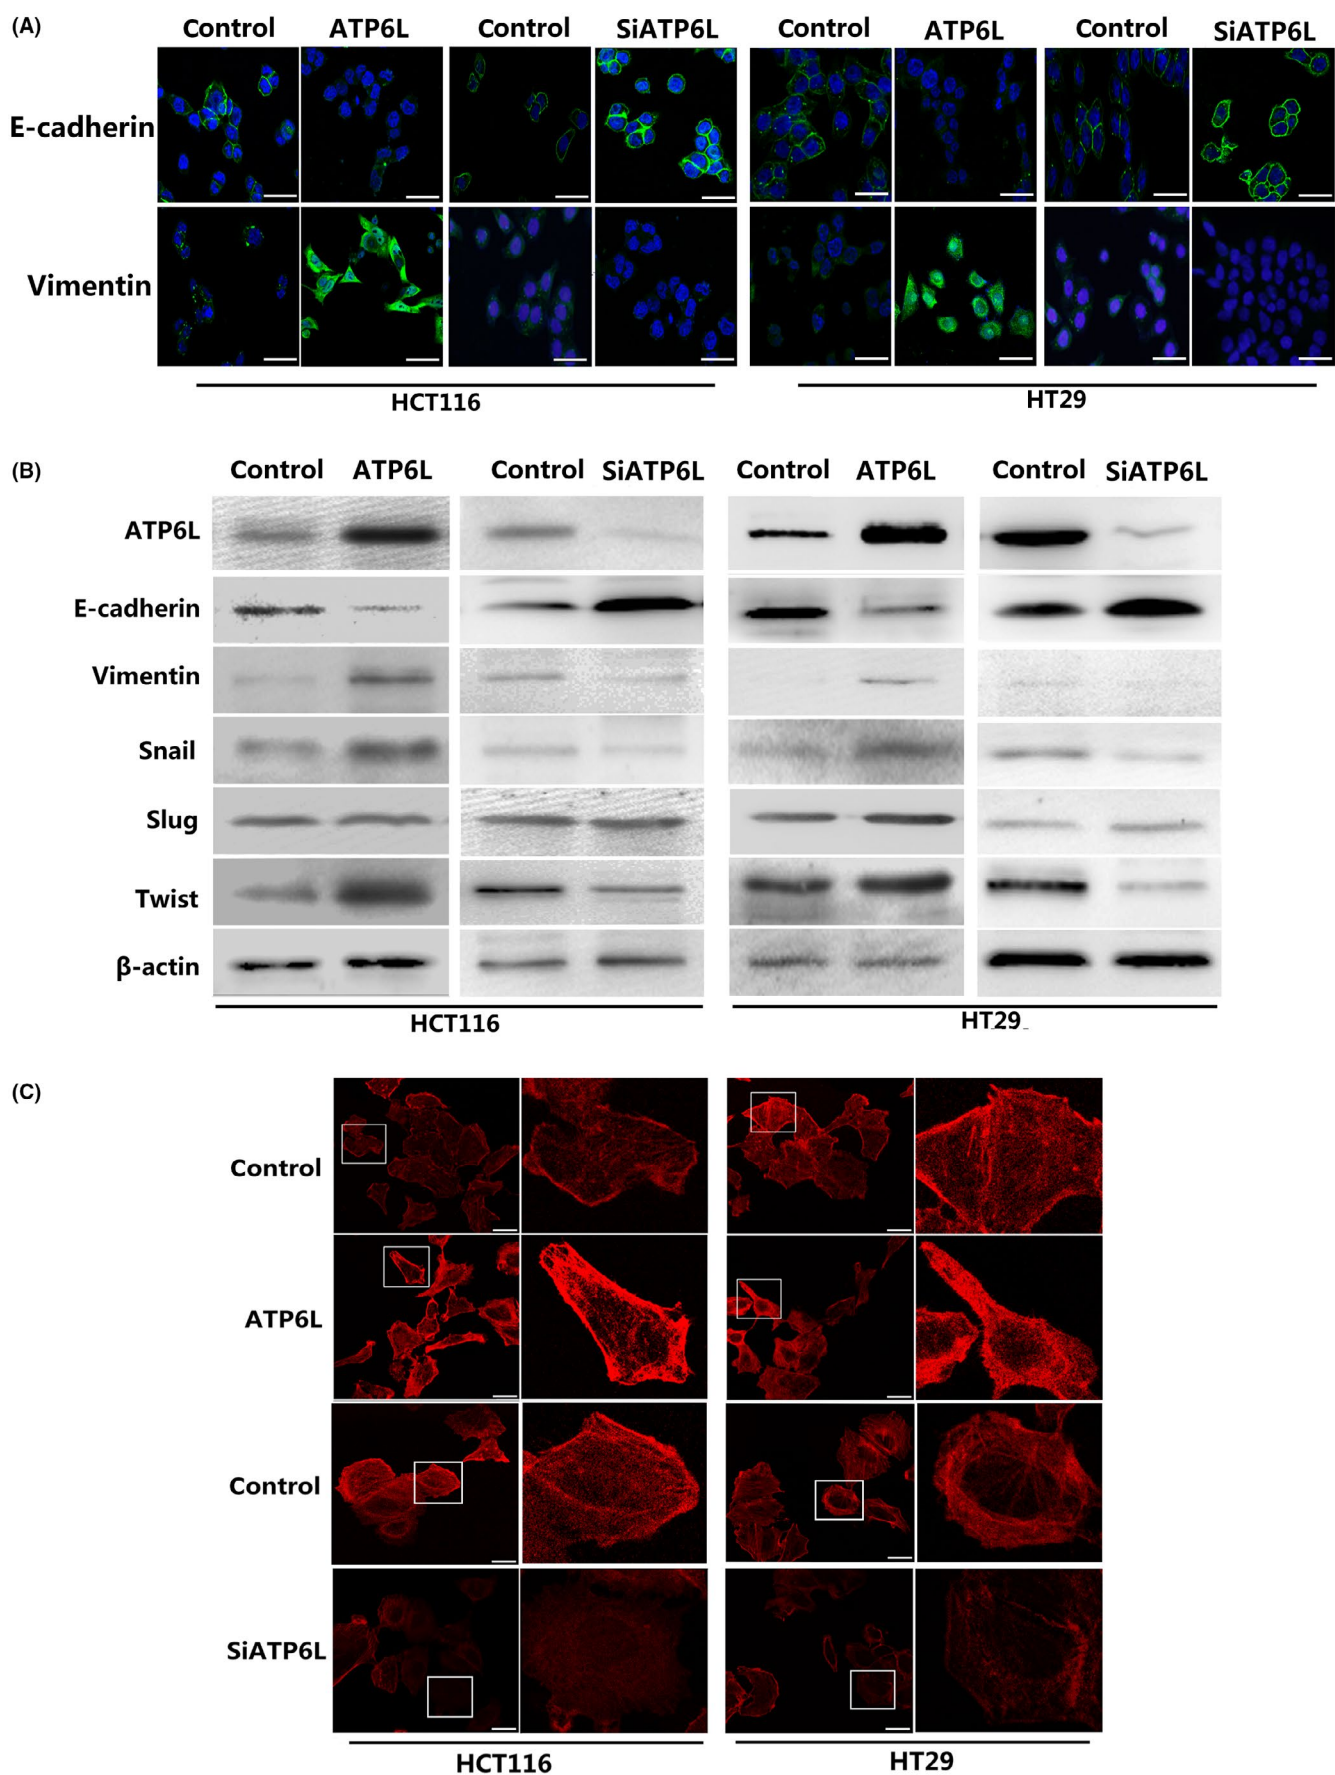 (A)
Control ATP6L Control SiATP6L Control ATP6L Control SiATP6L
E-cadherin
Vimentin
HCT116 HT29
(B)
Control ATP6L Control SiATP6L Control ATP6L Control SiATP6L
ATP6L
E-cadherin
Vimentin
Snail
Slug
Twist
β-actin
HCT116 HT29
(C)
Control
ATP6L
Control
SiATP6L
HCT116 HT29